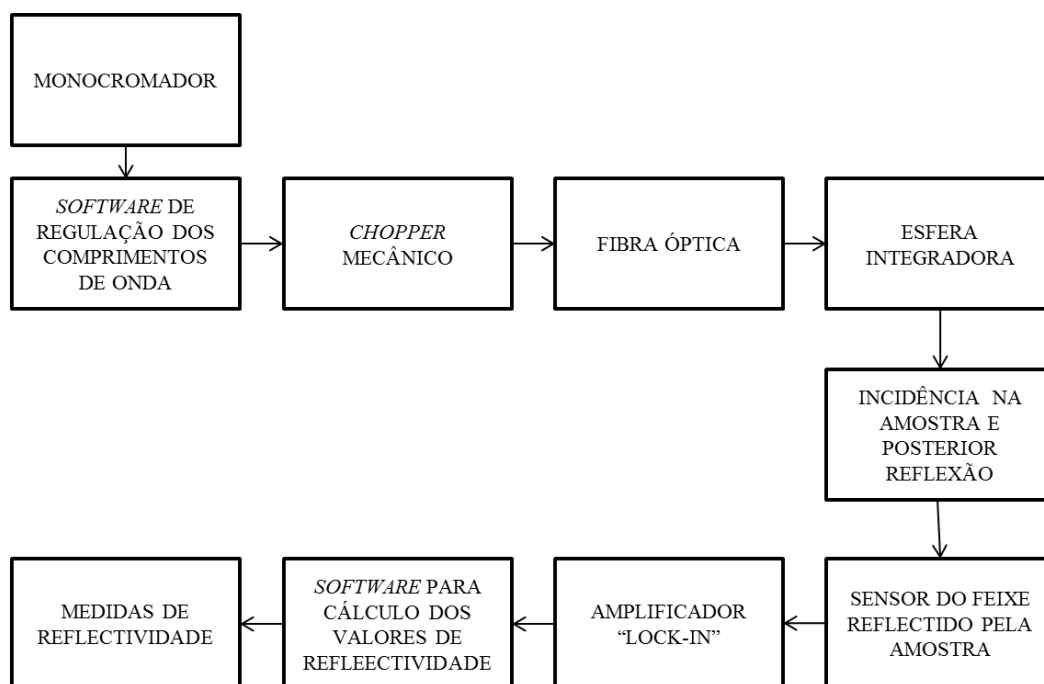 MONOCROMADOR
SOFTWARE DE
REGULAÇÃO DOS
COMPRIMENTOS
DE ONDA
CHOPPER
MECÂNICO
FIBRA ÓPTICA
ESFERA
INTEGRADORA
INCIDÊNCIA NA
AMOSTRA E
POSTERIOR
REFLEXÃO
SENSOR DO FEIXE
REFLECTIDO PELA
AMOSTRA
AMPLIFICADOR
“LOCK-IN”
SOFTWARE PARA
CÁLCULO DOS
VALORES DE
REFLEECTIVIDADE
MEDIDAS DE
REFLECTIVIDADE